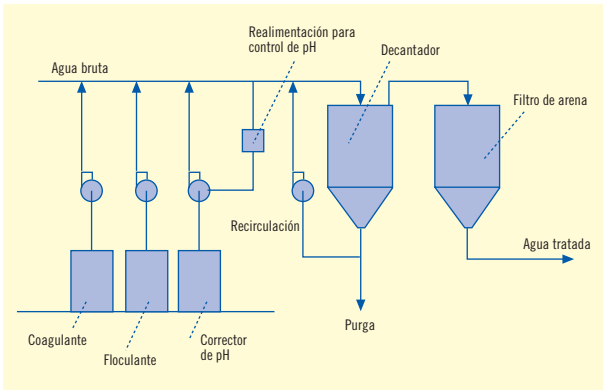 Realimentación para
control de pH
Decantador
Agua bruta
Filtro de arena
Recirculación
Agua tratada
Purga
Coagulante
Floculante
Corrector
de pH